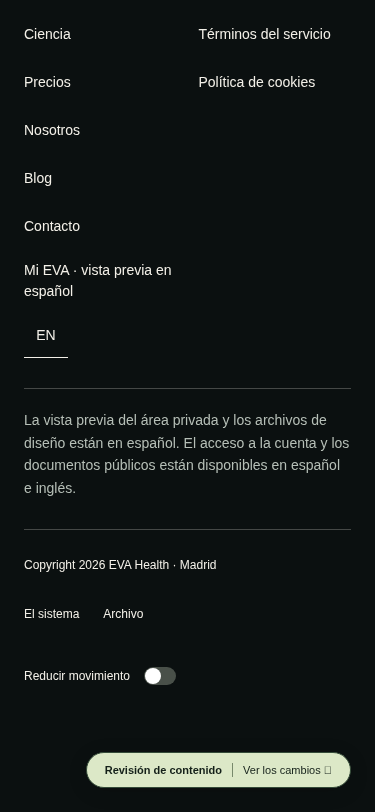 Ciencia
Términos del servicio
Precios
Política de cookies
Nosotros
Blog
Contacto
Mi EVA · vista previa en
español
EN
La vista previa del área privada y los archivos de
diseño están en español. El acceso a la cuenta y los
documentos públicos están disponibles en español
e inglés.
Copyright 2026 EVA Health · Madrid
El sistema
Archivo
Reducir movimiento
Revisión de contenido
Ver los cambios